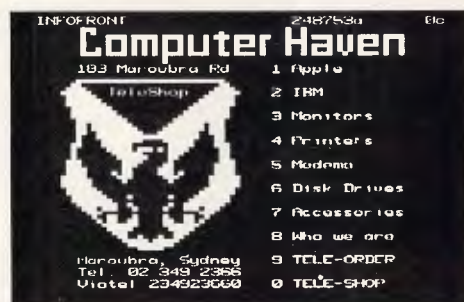 INFOFRONT 248753a 0c
Computer Haven
183 Maroubra Rd
TeleShop
1 Apple
2 IBM
3 Monitors
4 Printers
5 Modems
6 Disk Drives
7 Accessories
8 Who we are
9 TELE-ORDER
0 TELE-SHOP
Maroubra, Sydney
Tel. 02 349 2366
Viatel 234923660